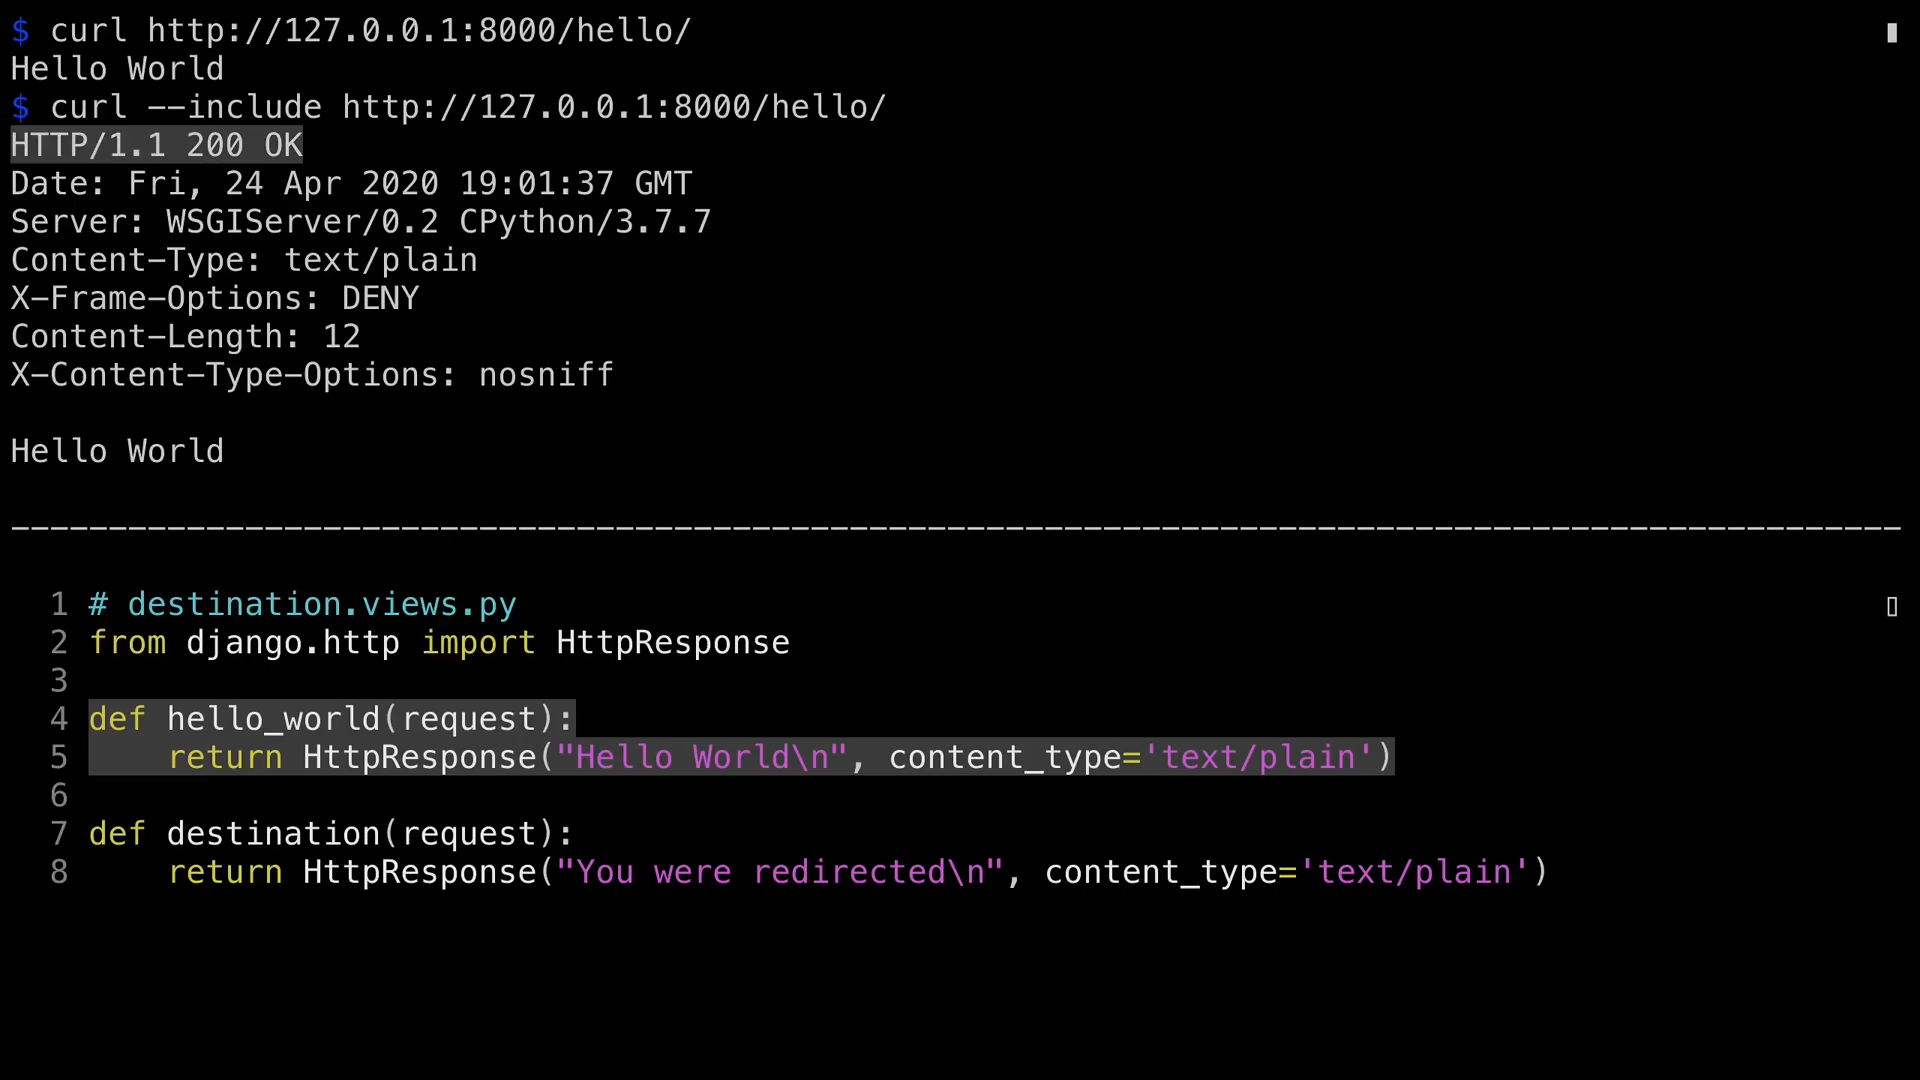 $ curl http://127.0.0.1:8000/hello/
Hello World
$ curl --include http://127.0.0.1:8000/hello/
HTTP/1.1 200 OK
Date: Fri, 24 Apr 2020 19:01:37 GMT
Server: WSGIServer/0.2 CPython/3.7.7
Content-Type: text/plain
X-Frame-Options: DENY
Content-Length: 12
X-Content-Type-Options: nosniff

Hello World

-------------------------------------------------------------------------------------------------

1 # destination.views.py
2 from django.http import HttpResponse
3
4 def hello_world(request):
5     return HttpResponse("Hello World\n", content_type='text/plain')
6
7 def destination(request):
8     return HttpResponse("You were redirected\n", content_type='text/plain')